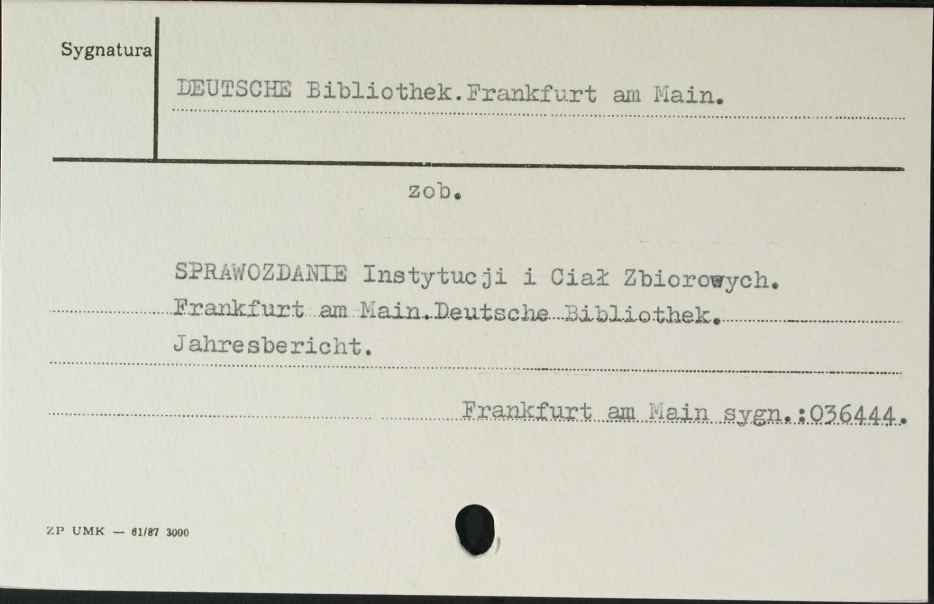 Sygnatura
DEUTSCHE Bibliothek.Frankfurt am Main.
zob.
SPRAWOZDANIE Instytucji i Ciał Zbiorowych.
Frankfurt am Main.Deutsche Bibliothek.
Jahresbericht.
Frankfurt am Main sygn.:036444.
ZP UMK — 61/87 3000